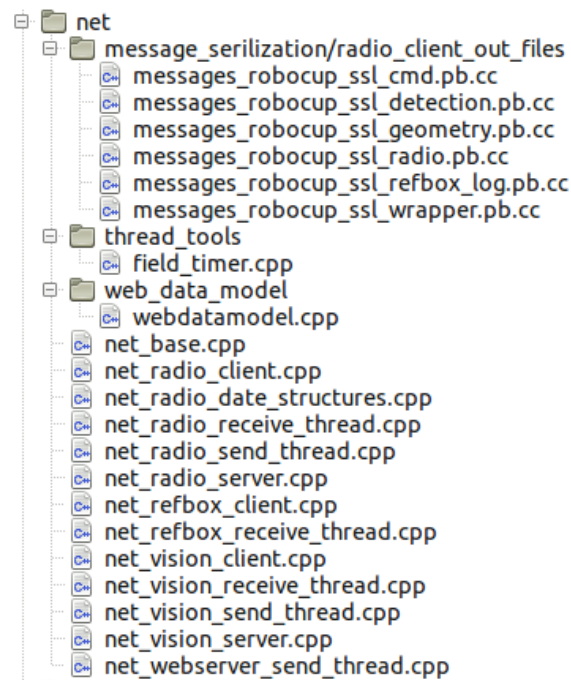 net
message_serilization/radio_client_out_files
messages_robocup_ssl_cmd.pb.cc
messages_robocup_ssl_detection.pb.cc
messages_robocup_ssl_geometry.pb.cc
messages_robocup_ssl_radio.pb.cc
messages_robocup_ssl_refbox_log.pb.cc
messages_robocup_ssl_wrapper.pb.cc
thread_tools
field_timer.cpp
web_data_model
webdatamodel.cpp
net_base.cpp
net_radio_client.cpp
net_radio_date_structures.cpp
net_radio_receive_thread.cpp
net_radio_send_thread.cpp
net_radio_server.cpp
net_refbox_client.cpp
net_refbox_receive_thread.cpp
net_vision_client.cpp
net_vision_receive_thread.cpp
net_vision_send_thread.cpp
net_vision_server.cpp
net_webserver_send_thread.cpp